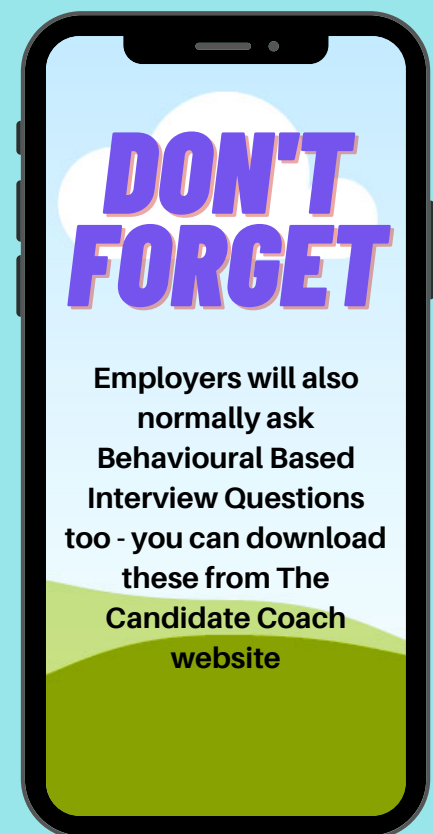 DON'T
FORGET
Employers will also
normally ask
Behavioural Based
Interview Questions
too - you can download
these from The
Candidate Coach
website